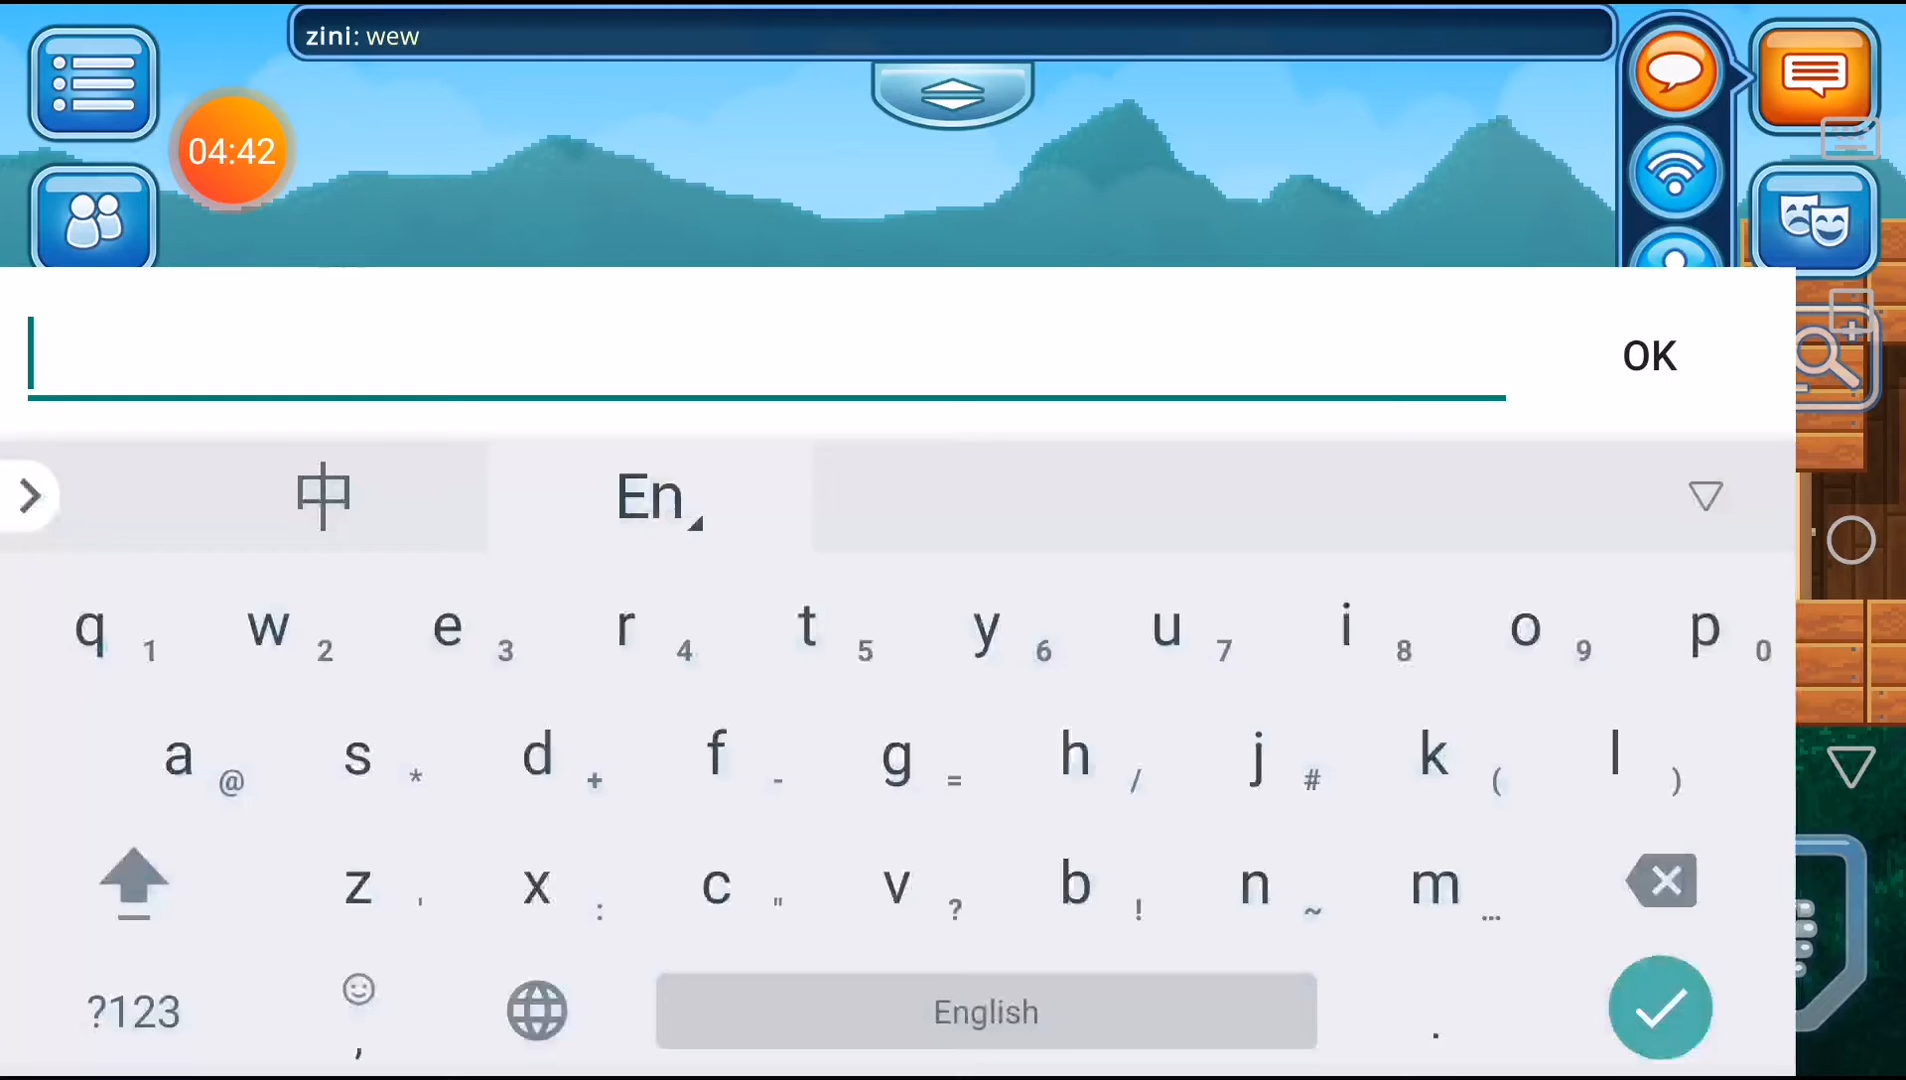 zini: wew
04:42
OK
中 En
q 1 w 2 e 3 r 4 t 5 y 6 u 7 i 8 o 9 p 0
a @ s * d + f - g = h / j # k ( l )
z ' x : c " v ? b ! n ~ m ...
?123 , English .